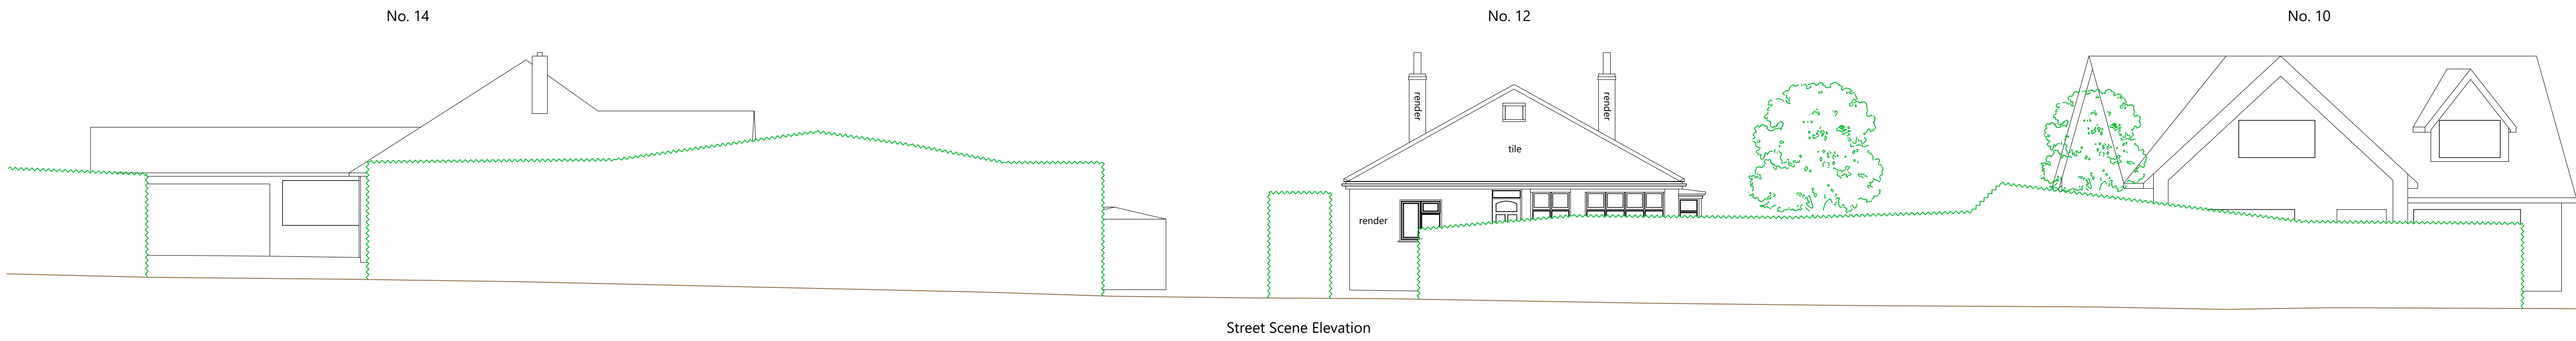 No. 14
No. 12
No. 10
render
render
tile
render
Street Scene Elevation